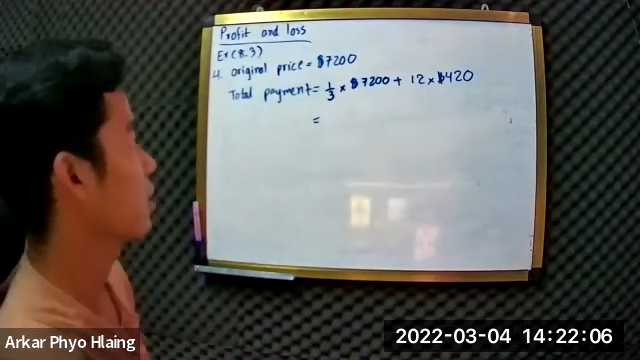 Profit and loss
Ex(8.3)
4. original price = $7200
Total payment = 1/3 × $7200 + 12 × $420
=
Arkar Phyo Hlaing
2022-03-04 14:22:06